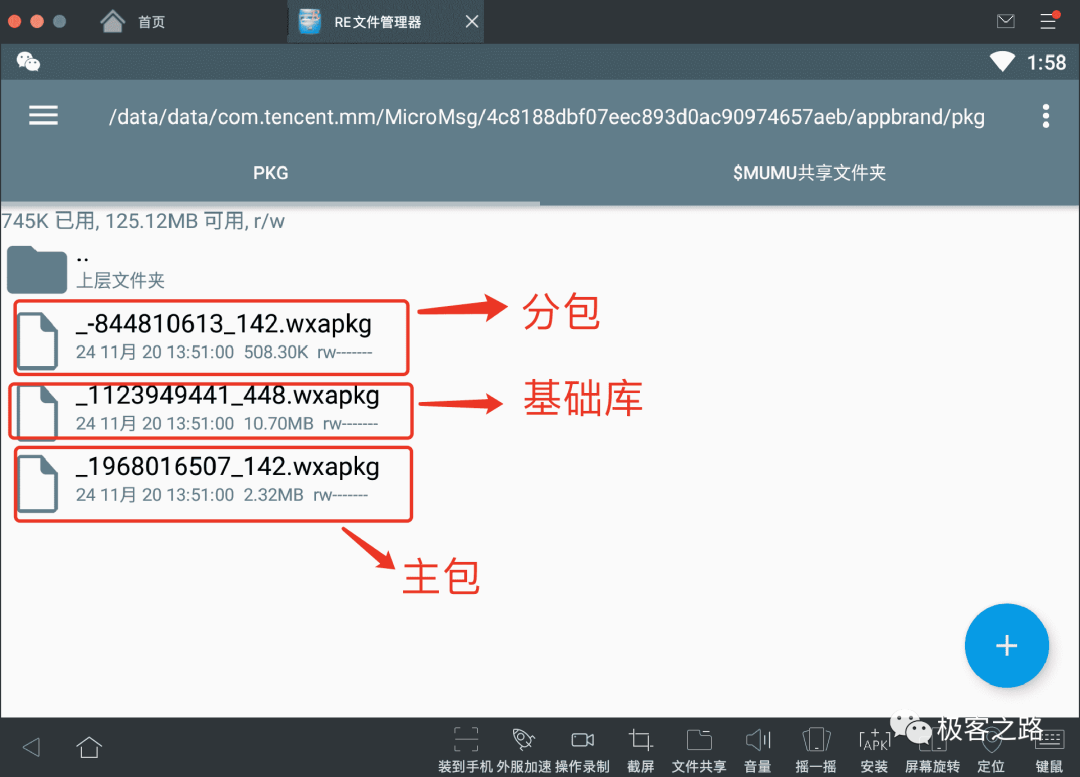 首页
RE文件管理器
1:58
/data/data/com.tencent.mm/MicroMsg/4c8188dbf07eec893d0ac90974657aeb/appbrand/pkg
PKG
$MUMU共享文件夹
745K 已用, 125.12MB 可用, r/w
..
上层文件夹
_-844810613_142.wxapkg
24 11月 20 13:51:00 508.30K rw-------
分包
_1123949441_448.wxapkg
24 11月 20 13:51:00 10.70MB rw-------
基础库
_1968016507_142.wxapkg
24 11月 20 13:51:00 2.32MB rw-------
主包
极客之路
APK
装到手机 外服加速 操作录制 截屏 文件共享 音量 摇一摇 安装 屏幕旋转 定位 键鼠